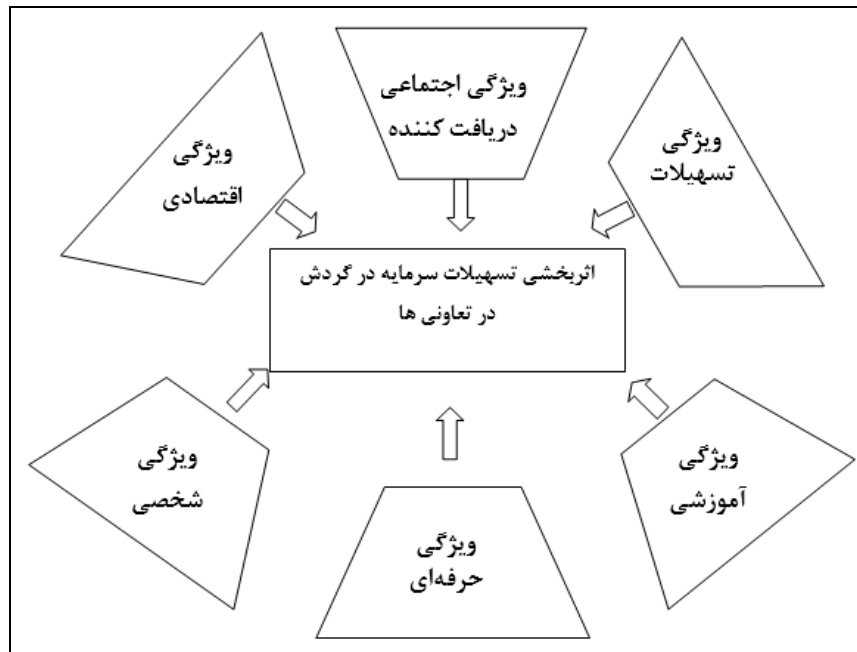 ویژگی اجتماعی
دریافت کننده
ویژگی
تسهیلات
ویژگی
اقتصادی
اثربخشی تسهیلات سرمایه در گردش
در تعاونی ها
ویژگی
آموزشی
ویژگی
شخصی
ویژگی
حرفه‌ای